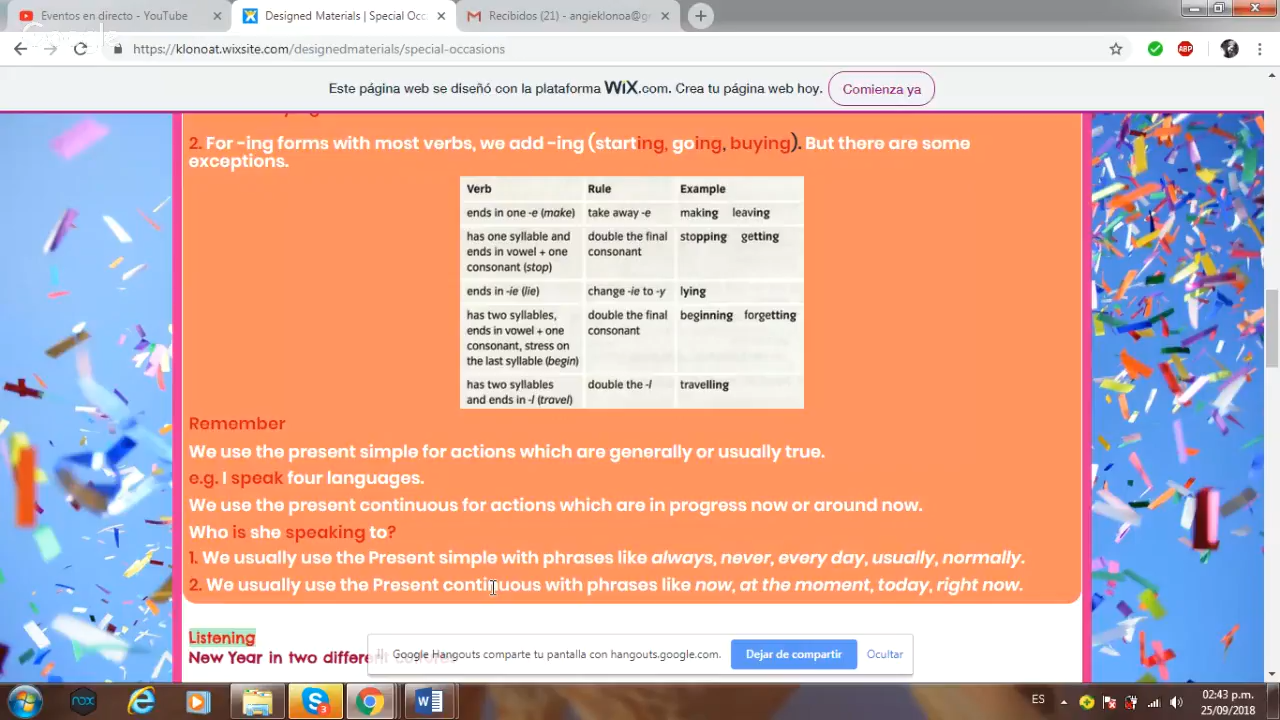 Eventos en directo - YouTube
Designed Materials | Special Occ
Recibidos (21) - angieklonoa@g
https://klonoat.wixsite.com/designedmaterials/special-occasions
ABP
Este página web se diseñó con la plataforma WiX.com. Crea tu página web hoy.
Comienza ya
2. For -ing forms with most verbs, we add -ing (starting, going, buying). But there are some
exceptions.
Verb Rule Example
ends in one -e (make) take away -e making leaving
has one syllable and double the final stopping getting
ends in vowel + one consonant
consonant (stop)
ends in -ie (lie) change -ie to -y lying
has two syllables, double the final beginning forgetting
ends in vowel + one consonant
consonant, stress on
the last syllable (begin)
has two syllables double the -l travelling
and ends in -l (travel)
Remember
We use the present simple for actions which are generally or usually true.
e.g. I speak four languages.
We use the present continuous for actions which are in progress now or around now.
Who is she speaking to?
1. We usually use the Present simple with phrases like always, never, every day, usually, normally.
2. We usually use the Present continuous with phrases like now, at the moment, today, right now.
Listening
New Year in two different
Google Hangouts comparte tu pantalla con hangouts.google.com.
Dejar de compartir
Ocultar
nox
3
ES
02:43 p.m.
25/09/2018